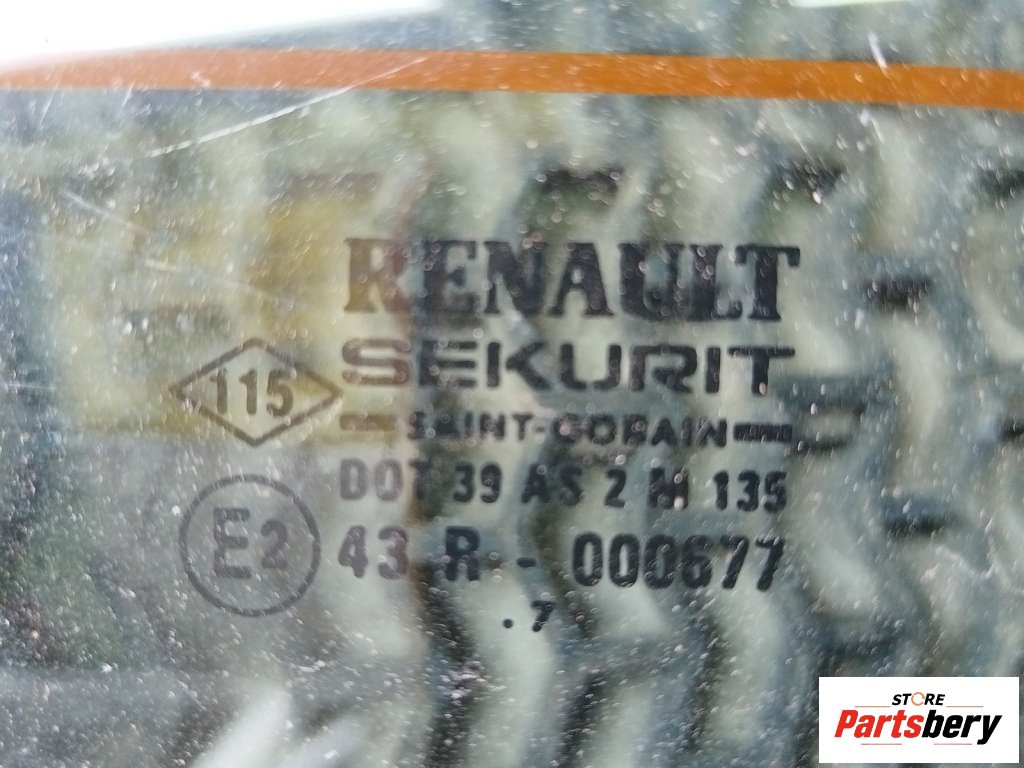 RENAULT
SEKURIT
115
SAINT-GOBAIN
DOT 39 AS 2 M 135
E2
43 R - 000677
. 7
STORE
Partsbery